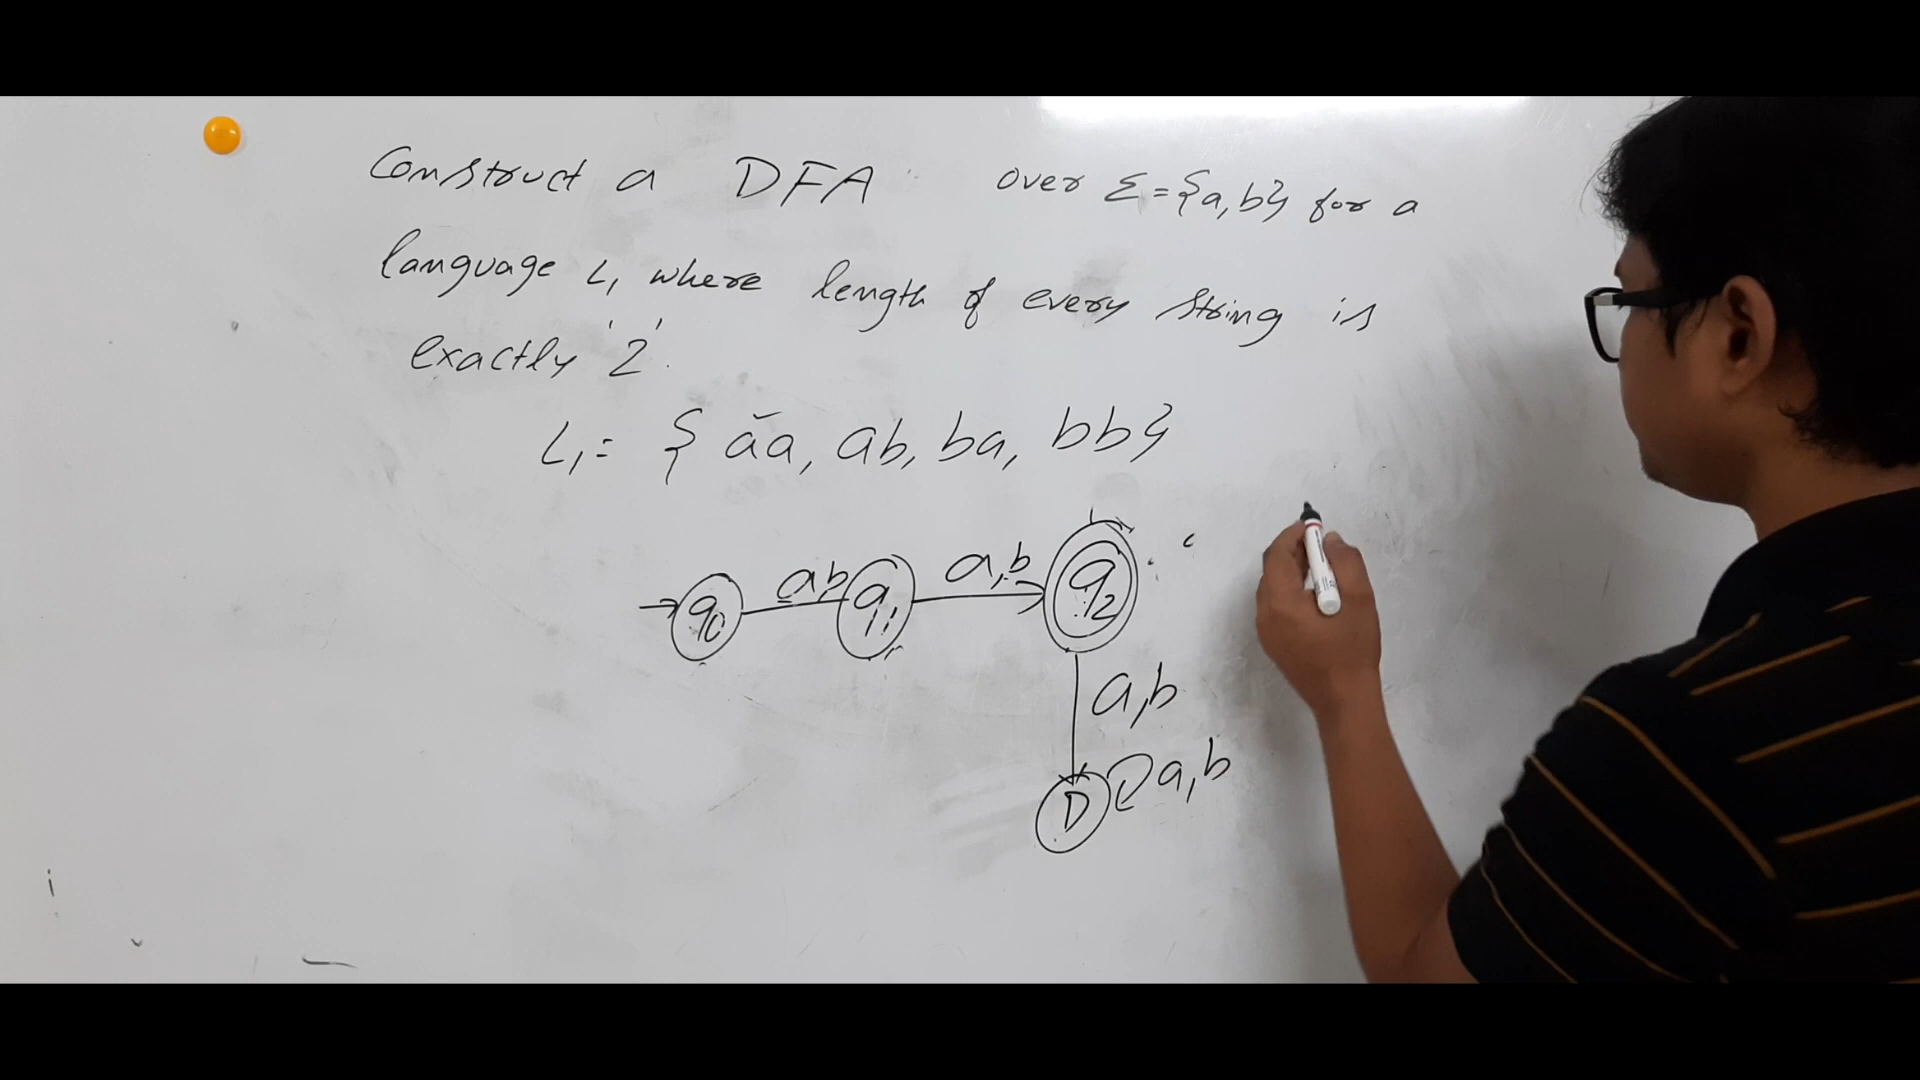 Construct a DFA over Σ={a,b} for a
language L₁ where length of every string is
exactly '2'.
L₁= { aa, ab, ba, bb}
a,b a,b
q₀ q₁ q₂
a,b
D a,b